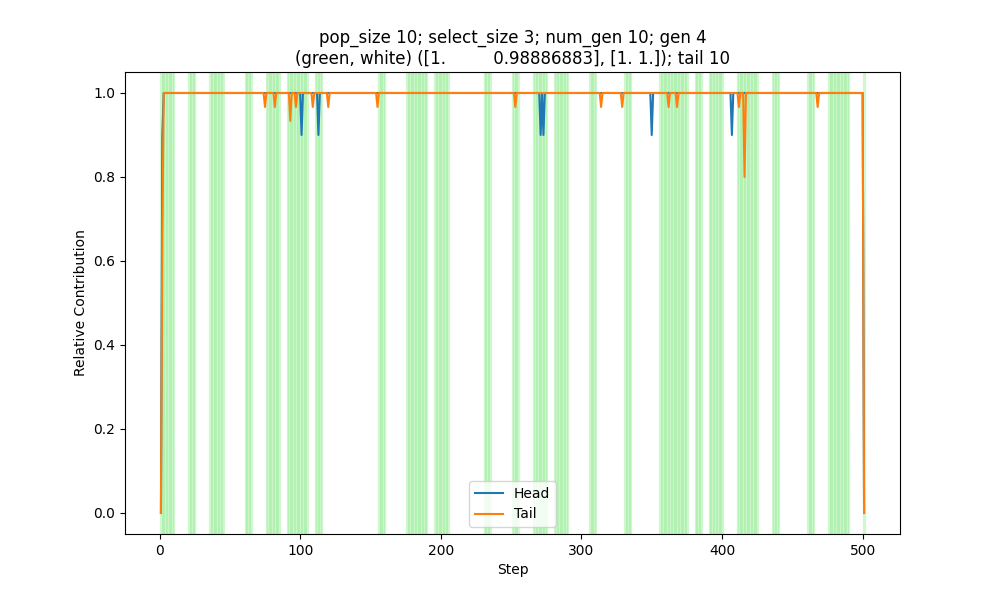 pop_size 10; select_size 3; num_gen 10; gen 4
(green, white) ([1.          0.98886883], [1. 1.]); tail 10
Relative Contribution
1.0
0.8
0.6
0.4
0.2
0.0
Head
Tail
0 100 200 300 400 500
Step